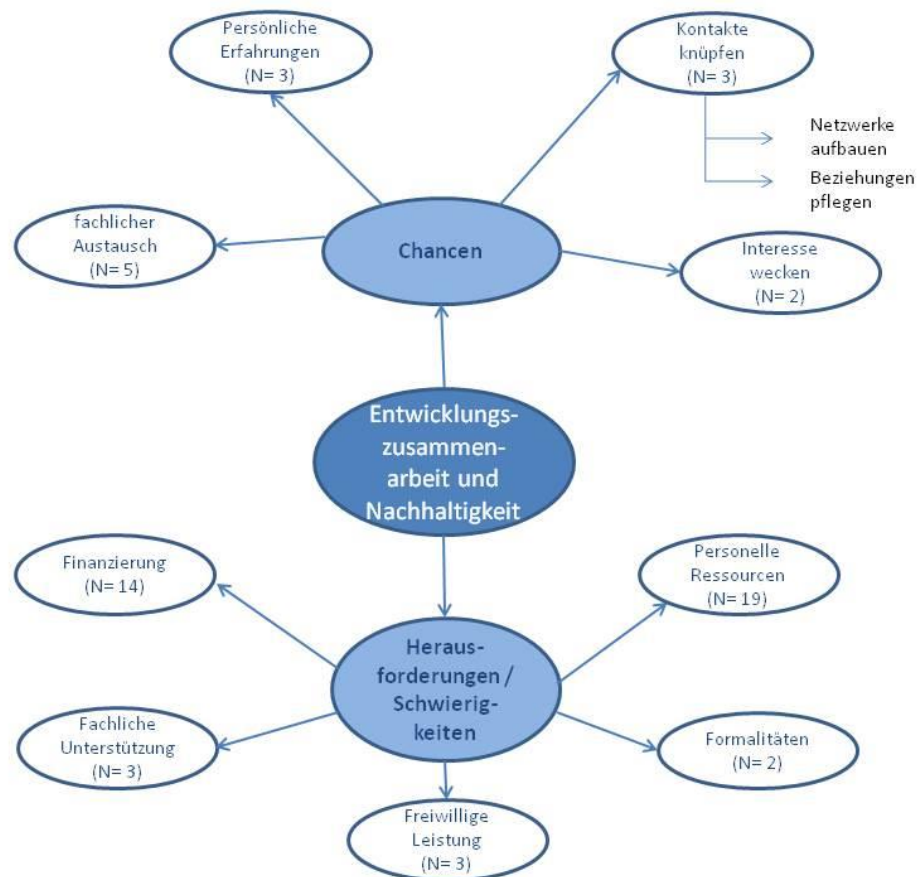 Persönliche
Erfahrungen
(N= 3)
Kontakte
knüpfen
(N= 3)
Netzwerke
aufbauen
Beziehungen
pflegen
fachlicher
Austausch
(N= 5)
Chancen
Interesse
wecken
(N= 2)
Entwicklungs-
zusammen-
arbeit und
Nachhaltigkeit
Finanzierung
(N= 14)
Personelle
Ressourcen
(N= 19)
Heraus-
forderungen /
Schwierig-
keiten
Fachliche
Unterstützung
(N= 3)
Formalitäten
(N= 2)
Freiwillige
Leistung
(N= 3)